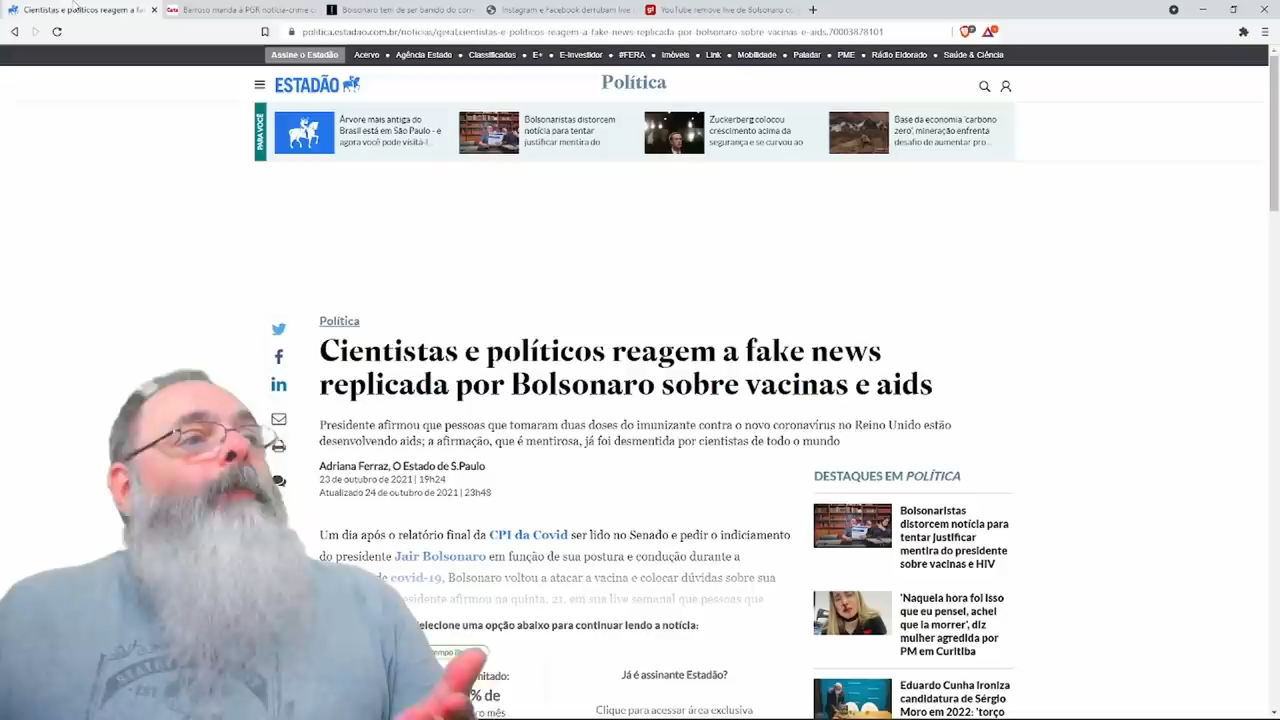 Cientistas e políticos reagem a fa
Barroso manda à PGR notícia-crime c
Bolsonaro tem de ser banido do com
Instagram e Facebook derrubam live
YouTube remove live de Bolsonaro co
politica.estadao.com.br/noticias/geral,cientistas-e-politicos-reagem-a-fake-news-replicada-por-bolsonaro-sobre-vacinas-e-aids,70003878101
Assine o Estadão Acervo Agência Estado Classificados E+ E-Investidor #FERA Imóveis Link Mobilidade Paladar PME Rádio Eldorado Saúde & Ciência
ESTADÃO
Política
PARA VOCÊ
Árvore mais antiga do
Brasil está em São Paulo - e
agora você pode visitá-l...
Bolsonaristas distorcem
notícia para tentar
justificar mentira do
Zuckerberg colocou
crescimento acima da
segurança e se curvou ao
Base da economia 'carbono
zero', mineração enfrenta
desafio de aumentar pro...
Política
Cientistas e políticos reagem a fake news
replicada por Bolsonaro sobre vacinas e aids
Presidente afirmou que pessoas que tomaram duas doses do imunizante contra o novo coronavírus no Reino Unido estão
desenvolvendo aids; a afirmação, que é mentirosa, já foi desmentida por cientistas de todo o mundo
Adriana Ferraz, O Estado de S.Paulo
23 de outubro de 2021 | 19h24
Atualizado 24 de outubro de 2021 | 23h48
Um dia após o relatório final da CPI da Covid ser lido no Senado e pedir o indiciamento
do presidente Jair Bolsonaro em função de sua postura e condução durante a
de covid-19, Bolsonaro voltou a atacar a vacina e colocar dúvidas sobre sua
esidente afirmou na quinta, 21, em sua live semanal que pessoas que
elecione uma opção abaixo para continuar lendo a notícia:
nitado:
% de
ro mês
Já é assinante Estadão?
Clique para acessar área exclusiva
DESTAQUES EM POLÍTICA
Bolsonaristas
distorcem notícia para
tentar justificar
mentira do presidente
sobre vacinas e HIV
'Naquela hora foi isso
que eu pensei, achei
que ia morrer', diz
mulher agredida por
PM em Curitiba
Eduardo Cunha ironiza
candidatura de Sérgio
Moro em 2022: 'torço